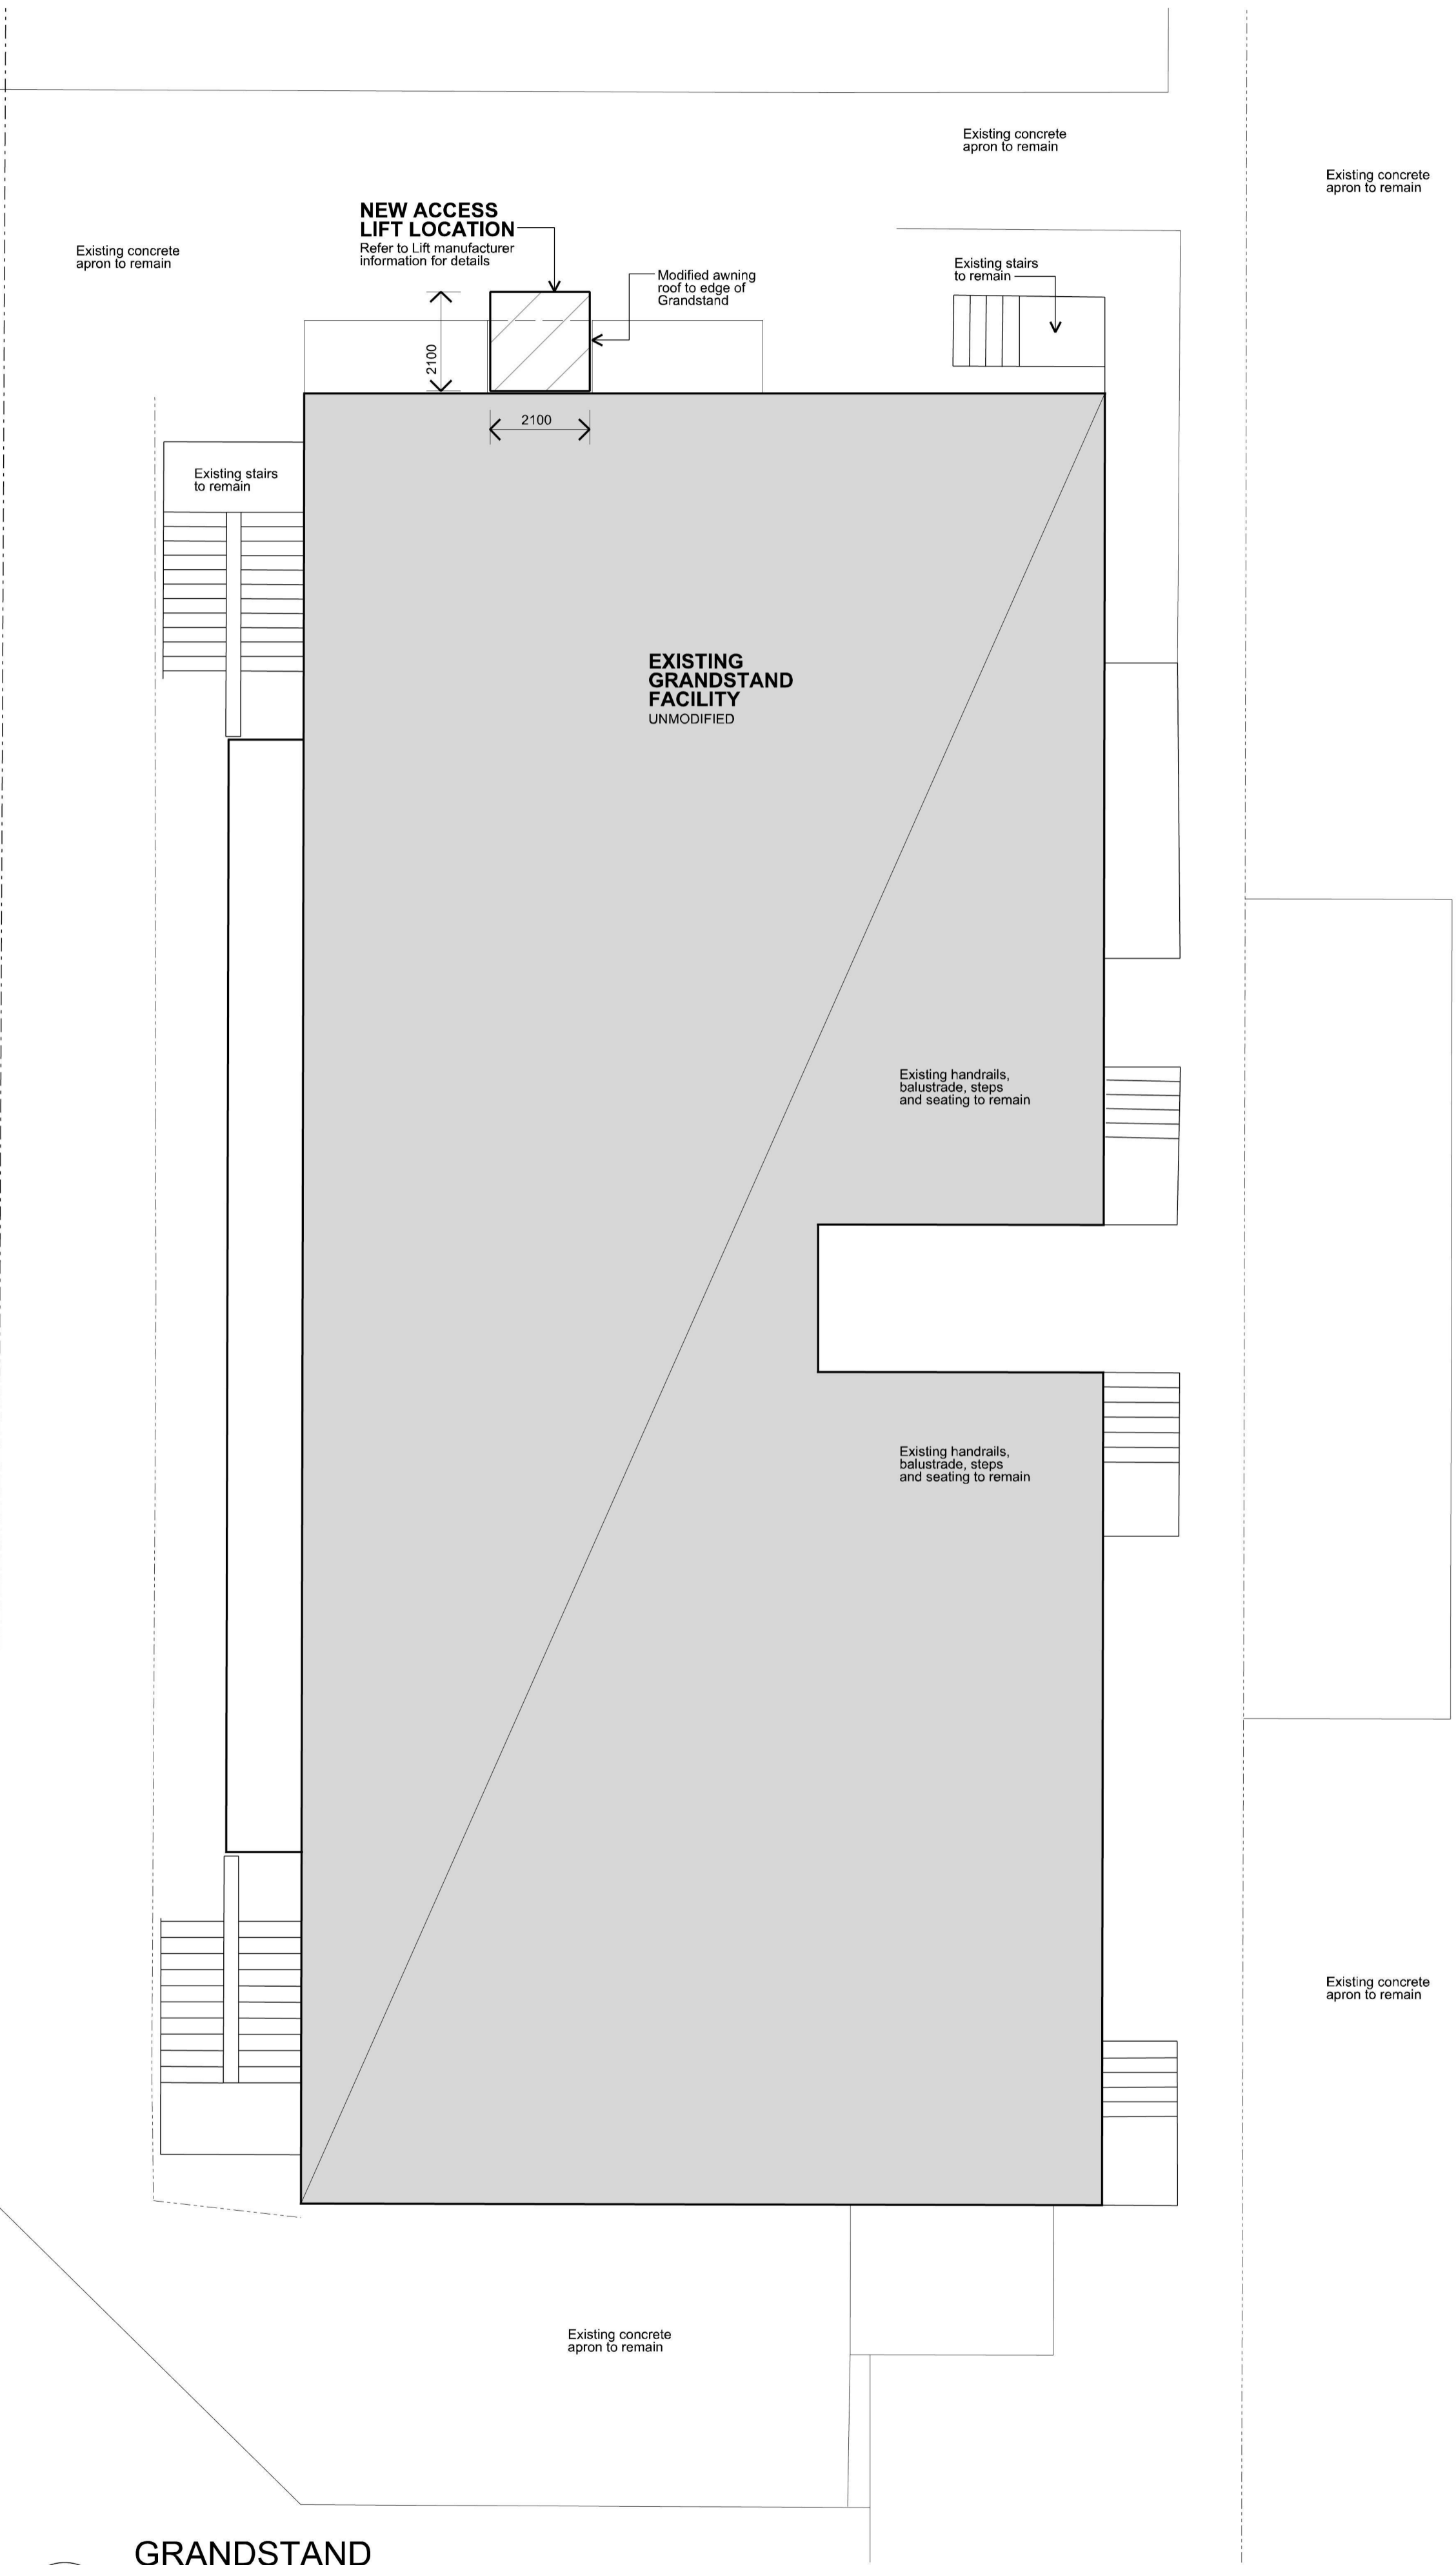 Existing concrete
apron to remain
Existing concrete
apron to remain
NEW ACCESS
LIFT LOCATION
Refer to Lift manufacturer
information for details
Existing concrete
apron to remain
Modified awning
roof to edge of
Grandstand
Existing stairs
to remain
2100
2100
Existing stairs
to remain
EXISTING
GRANDSTAND
FACILITY
UNMODIFIED
Existing handrails,
balustrade, steps
and seating to remain
Existing handrails,
balustrade, steps
and seating to remain
Existing concrete
apron to remain
Existing concrete
apron to remain
GRANDSTAND